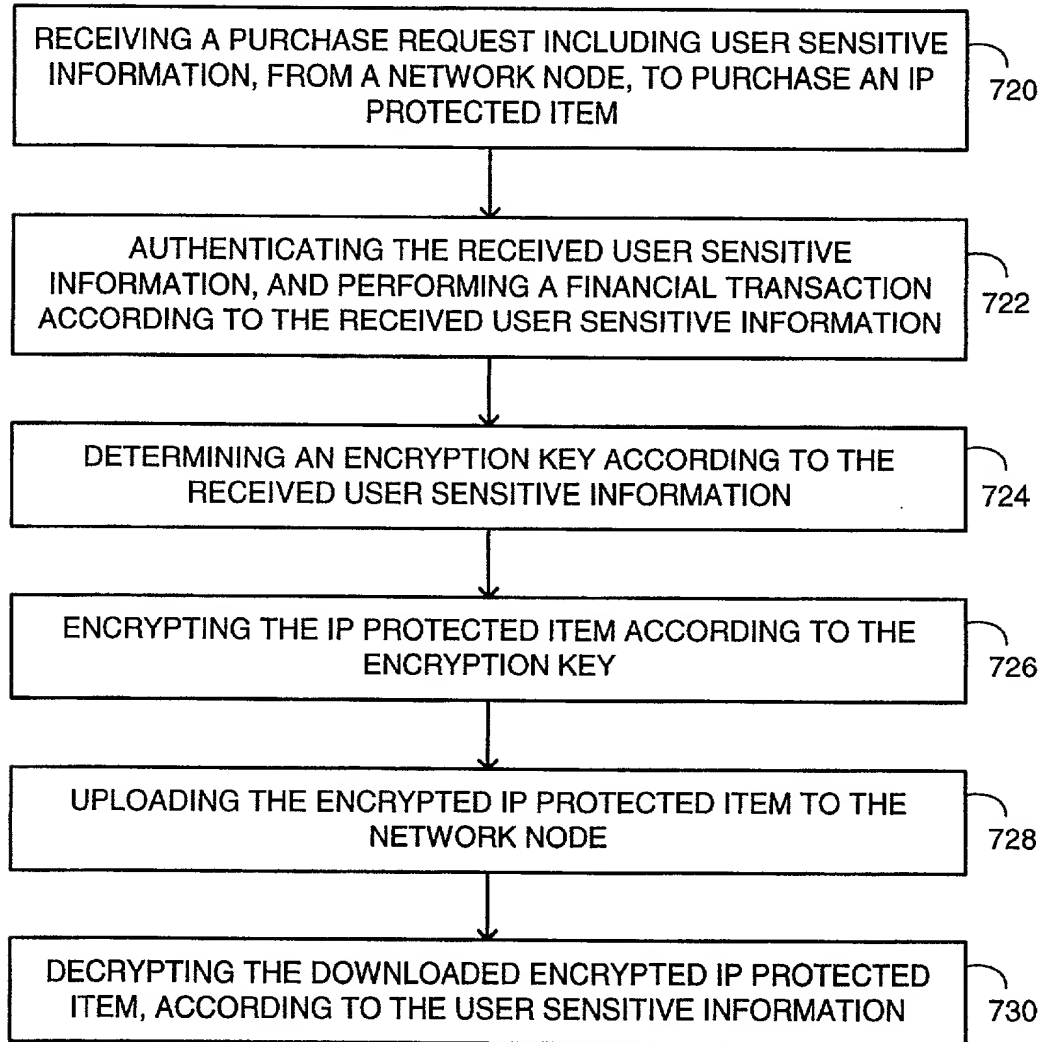 RECEIVING A PURCHASE REQUEST INCLUDING USER SENSITIVE
INFORMATION, FROM A NETWORK NODE, TO PURCHASE AN IP
PROTECTED ITEM
720
AUTHENTICATING THE RECEIVED USER SENSITIVE
INFORMATION, AND PERFORMING A FINANCIAL TRANSACTION
ACCORDING TO THE RECEIVED USER SENSITIVE INFORMATION
722
DETERMINING AN ENCRYPTION KEY ACCORDING TO THE
RECEIVED USER SENSITIVE INFORMATION
724
ENCRYPTING THE IP PROTECTED ITEM ACCORDING TO THE
ENCRYPTION KEY
726
UPLOADING THE ENCRYPTED IP PROTECTED ITEM TO THE
NETWORK NODE
728
DECRYPTING THE DOWNLOADED ENCRYPTED IP PROTECTED
ITEM, ACCORDING TO THE USER SENSITIVE INFORMATION
730